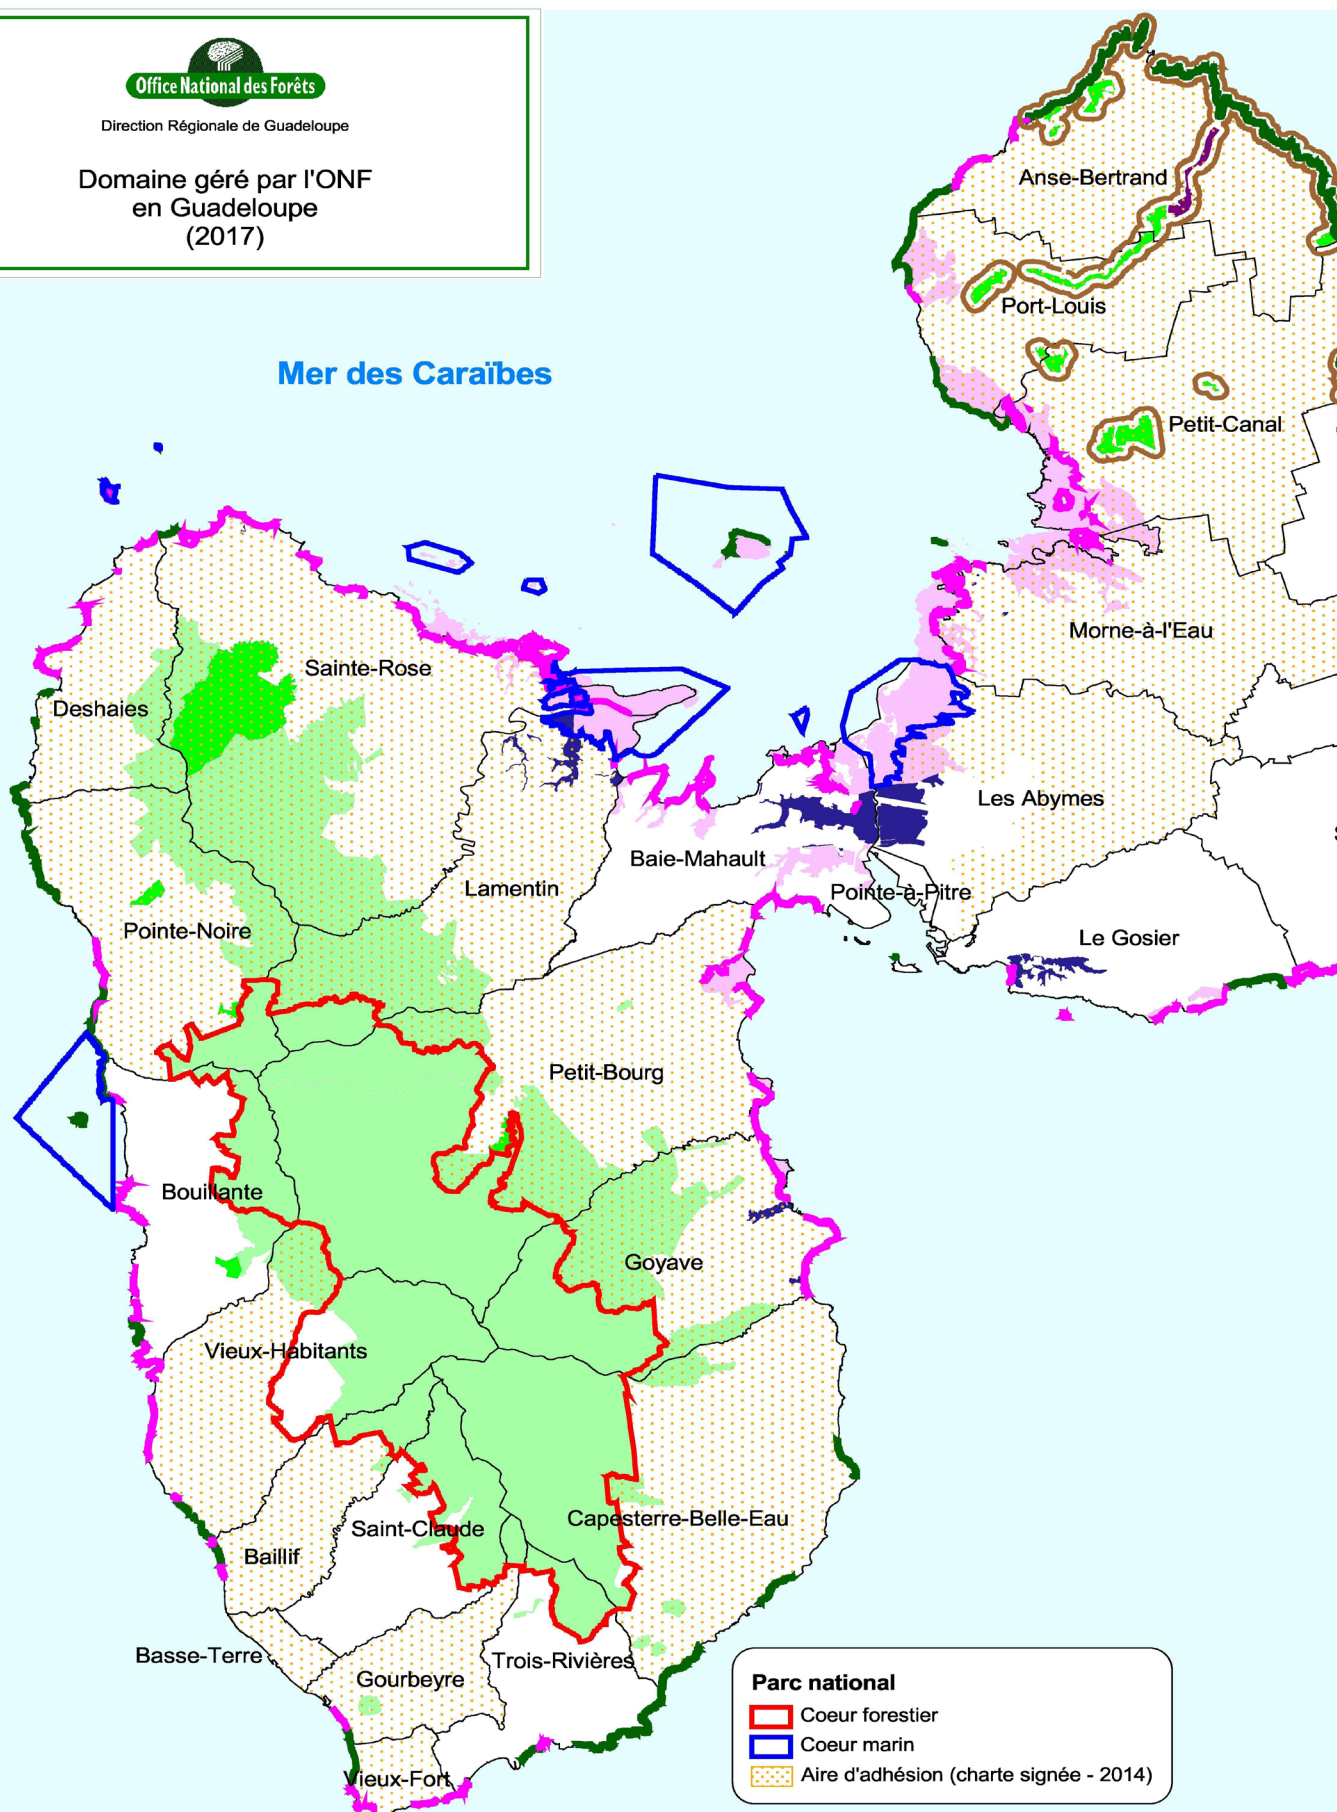 Office National des Forêts
Direction Régionale de Guadeloupe
Domaine géré par l'ONF
en Guadeloupe
(2017)
Mer des Caraïbes
Anse-Bertrand
Port-Louis
Petit-Canal
Morne-à-l'Eau
Sainte-Rose
Deshaies
Les Abymes
Baie-Mahault
Lamentin
Pointe-à-Pitre
Pointe-Noire
Le Gosier
Petit-Bourg
Bouillante
Goyave
Vieux-Habitants
Capesterre-Belle-Eau
Saint-Claude
Baillif
Basse-Terre
Trois-Rivières
Gourbeyre
Vieux-Fort
Parc national
Coeur forestier
Coeur marin
Aire d'adhésion (charte signée - 2014)